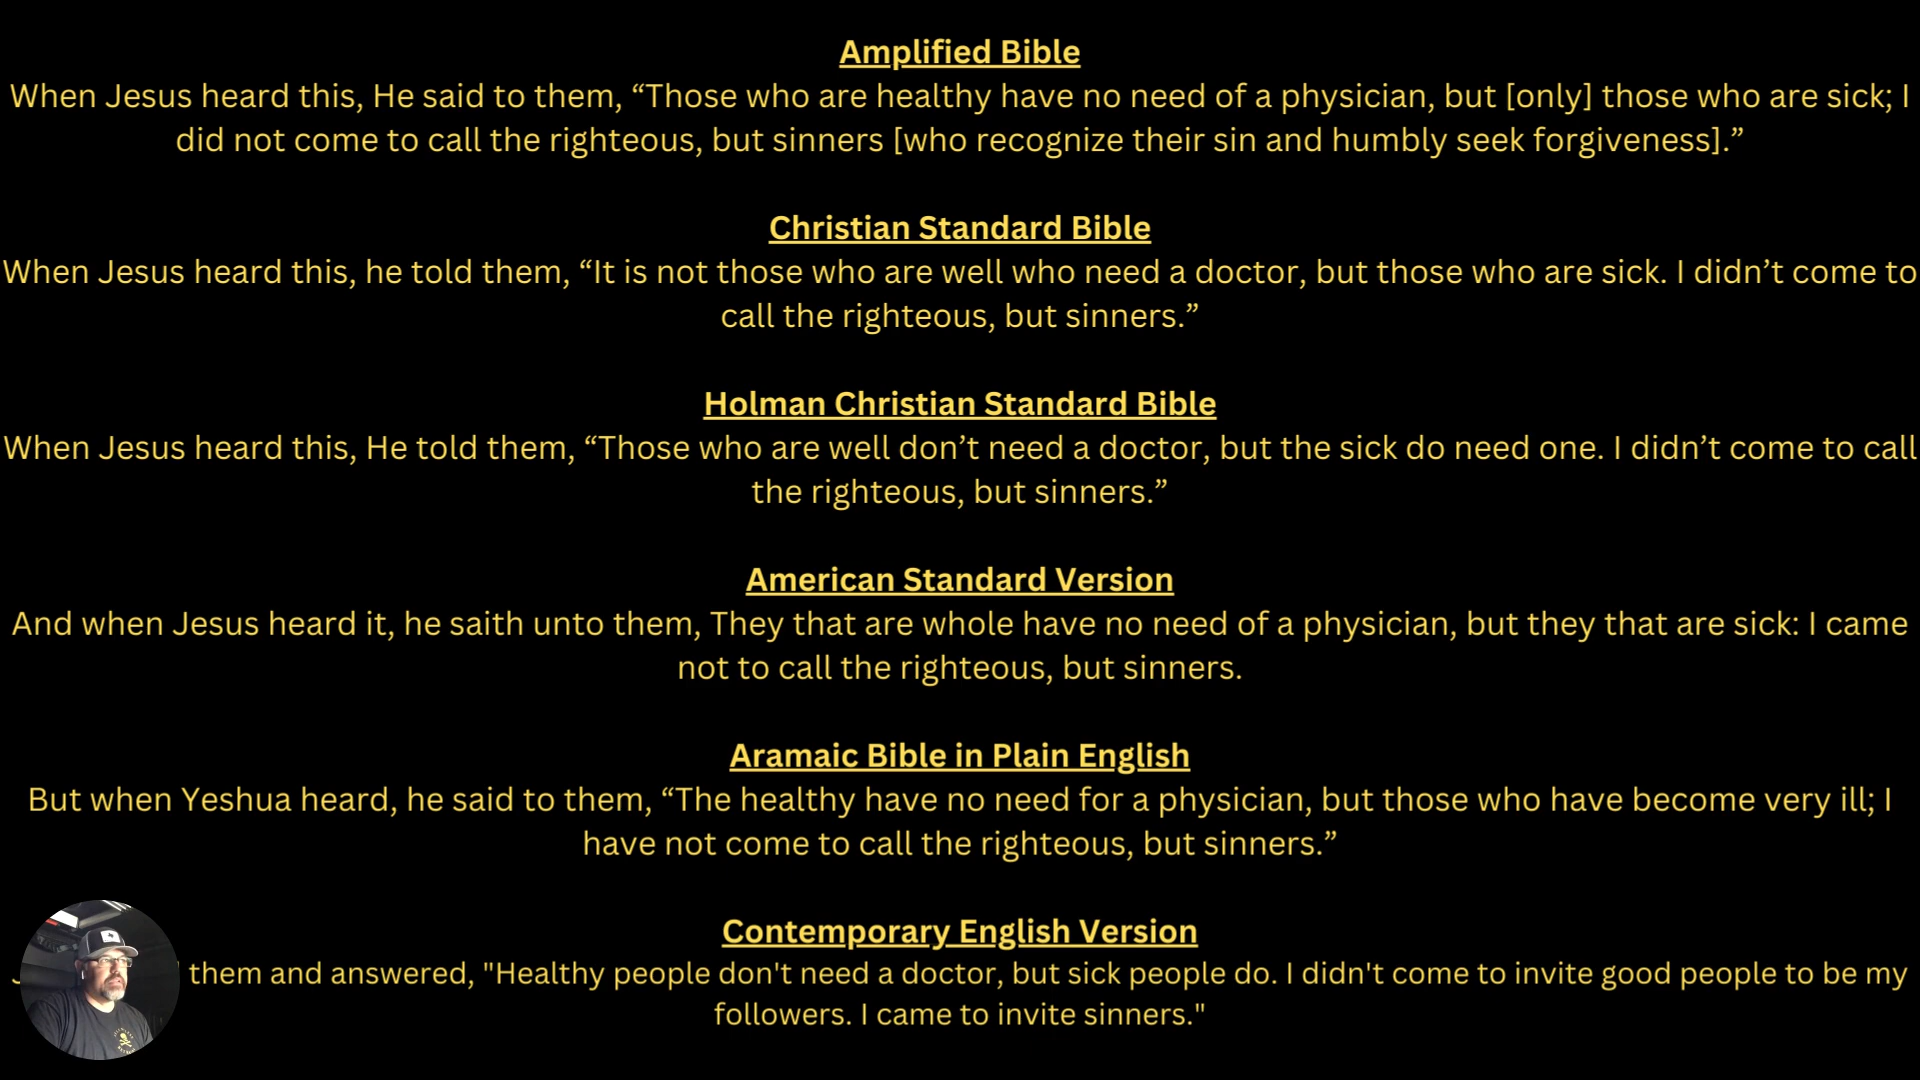 Amplified Bible
When Jesus heard this, He said to them, “Those who are healthy have no need of a physician, but [only] those who are sick; I
did not come to call the righteous, but sinners [who recognize their sin and humbly seek forgiveness].”
Christian Standard Bible
When Jesus heard this, he told them, “It is not those who are well who need a doctor, but those who are sick. I didn’t come to
call the righteous, but sinners.”
Holman Christian Standard Bible
When Jesus heard this, He told them, “Those who are well don’t need a doctor, but the sick do need one. I didn’t come to call
the righteous, but sinners.”
American Standard Version
And when Jesus heard it, he saith unto them, They that are whole have no need of a physician, but they that are sick: I came
not to call the righteous, but sinners.
Aramaic Bible in Plain English
But when Yeshua heard, he said to them, “The healthy have no need for a physician, but those who have become very ill; I
have not come to call the righteous, but sinners.”
Contemporary English Version
them and answered, "Healthy people don't need a doctor, but sick people do. I didn't come to invite good people to be my
followers. I came to invite sinners."